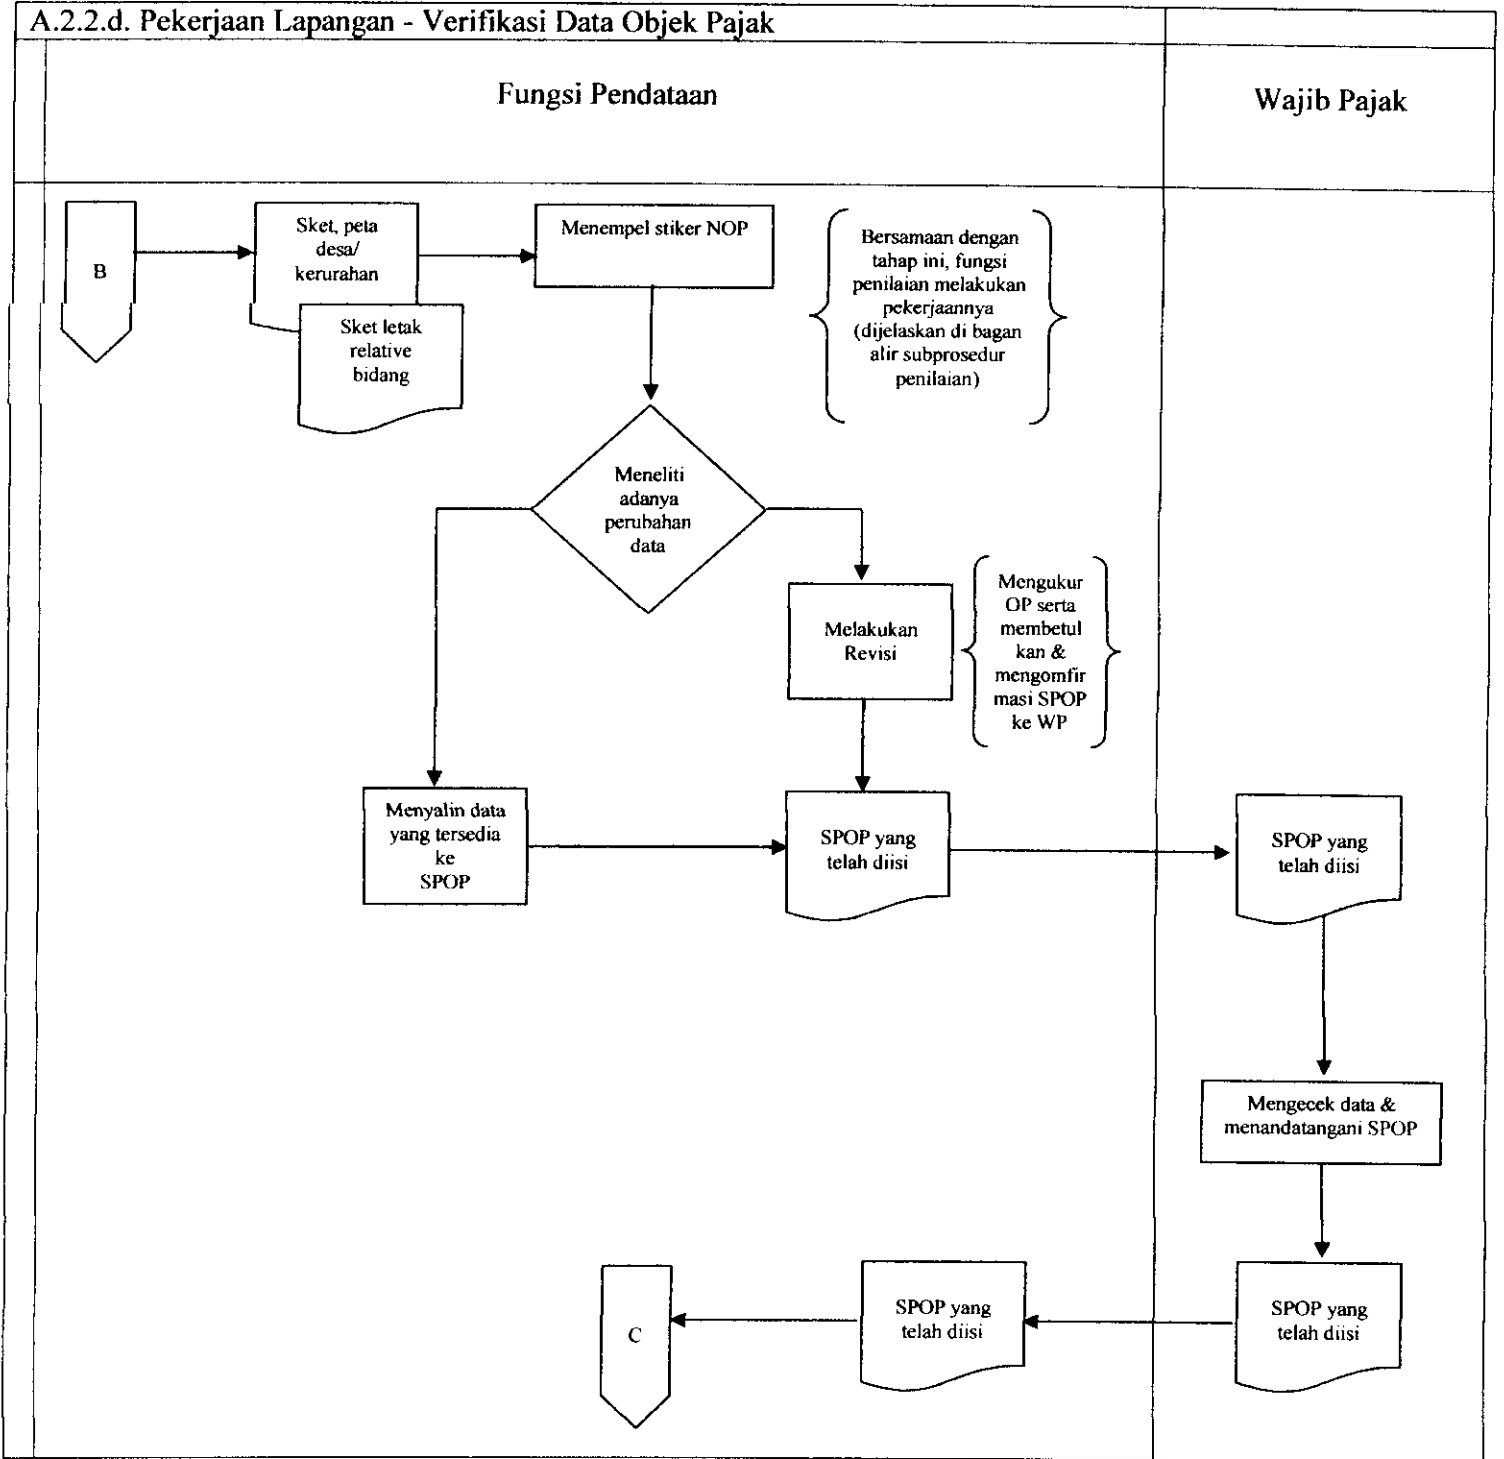 A.2.2.d. Pekerjaan Lapangan - Verifikasi Data Objek Pajak
Fungsi Pendataan
Wajib Pajak
B
Sket, peta
desa/
kerurahan
Sket letak
relative
bidang
Menempel stiker NOP
Bersamaan dengan
tahap ini, fungsi
penilaian melakukan
pekerjaannya
(dijelaskan di bagan
alir subprosedur
penilaian)
Meneliti
adanya
perubahan
data
Melakukan
Revisi
Mengukur
OP serta
membetul
kan &
mengomfir
masi SPOP
ke WP
Menyalin data
yang tersedia
ke
SPOP
SPOP yang
telah diisi
SPOP yang
telah diisi
Mengecek data &
menandatangani SPOP
SPOP yang
telah diisi
SPOP yang
telah diisi
C